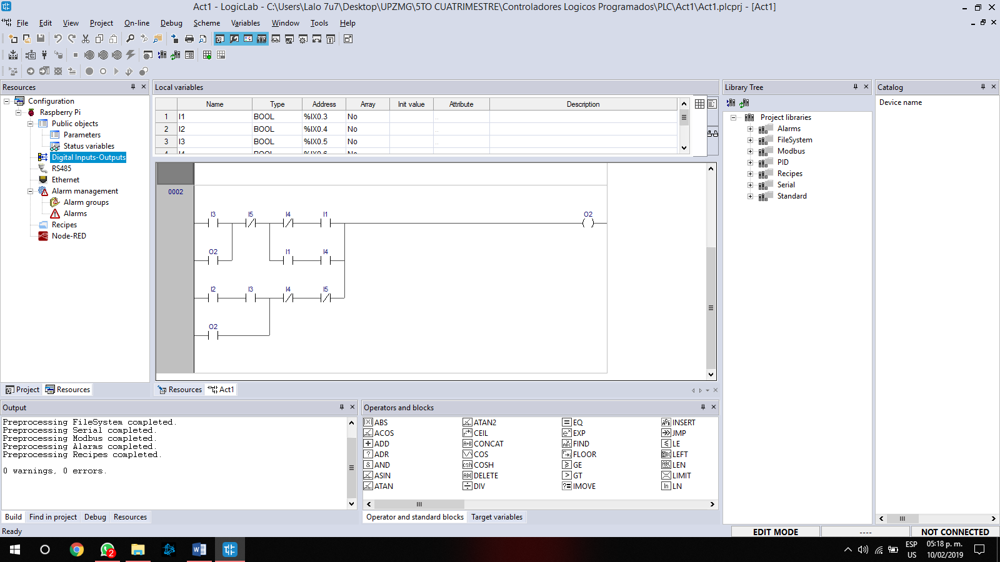 Act1 - LogicLab - C:\Users\Lalo 7u7\Desktop\UPZMG\5TO CUATRIMESTRE\Controladores Logicos Programados\PLC\Act1\Act1.plcprj - [Act1]
File Edit View Project On-line Debug Scheme Variables Window Tools Help
Resources
Configuration
Raspberry Pi
Public objects
Parameters
Status variables
Digital Inputs-Outputs
RS485
Ethernet
Alarm management
Alarm groups
Alarms
Recipes
Node-RED
Project Resources
Local variables
Name Type Address Array Init value Attribute Description
1 I1 BOOL %IX0.3 No ..
2 I2 BOOL %IX0.4 No ..
3 I3 BOOL %IX0.5 No ..
4 I4 BOOL %IX0.6 No
0002
I3 I5 I4 I1 O2
O2 I1 I4
I2 I3 I4 I5
O2
Resources Act1
Library Tree
Project libraries
Alarms
FileSystem
Modbus
PID
Recipes
Serial
Standard
Catalog
Device name
Output
Preprocessing FileSystem completed.
Preprocessing Serial completed.
Preprocessing Modbus completed.
Preprocessing Alarms completed.
Preprocessing Recipes completed.
0 warnings, 0 errors.
Build Find in project Debug Resources
Operators and blocks
ABS ATAN2 EQ INSERT
ACOS CEIL EXP JMP
ADD CONCAT FIND LE
ADR COS FLOOR LEFT
AND COSH GE LEN
ASIN DELETE GT LIMIT
ATAN DIV IMOVE LN
Operator and standard blocks Target variables
Ready
EDIT MODE ---- NOT CONNECTED
2
ESP
US
05:18 p. m.
10/02/2019